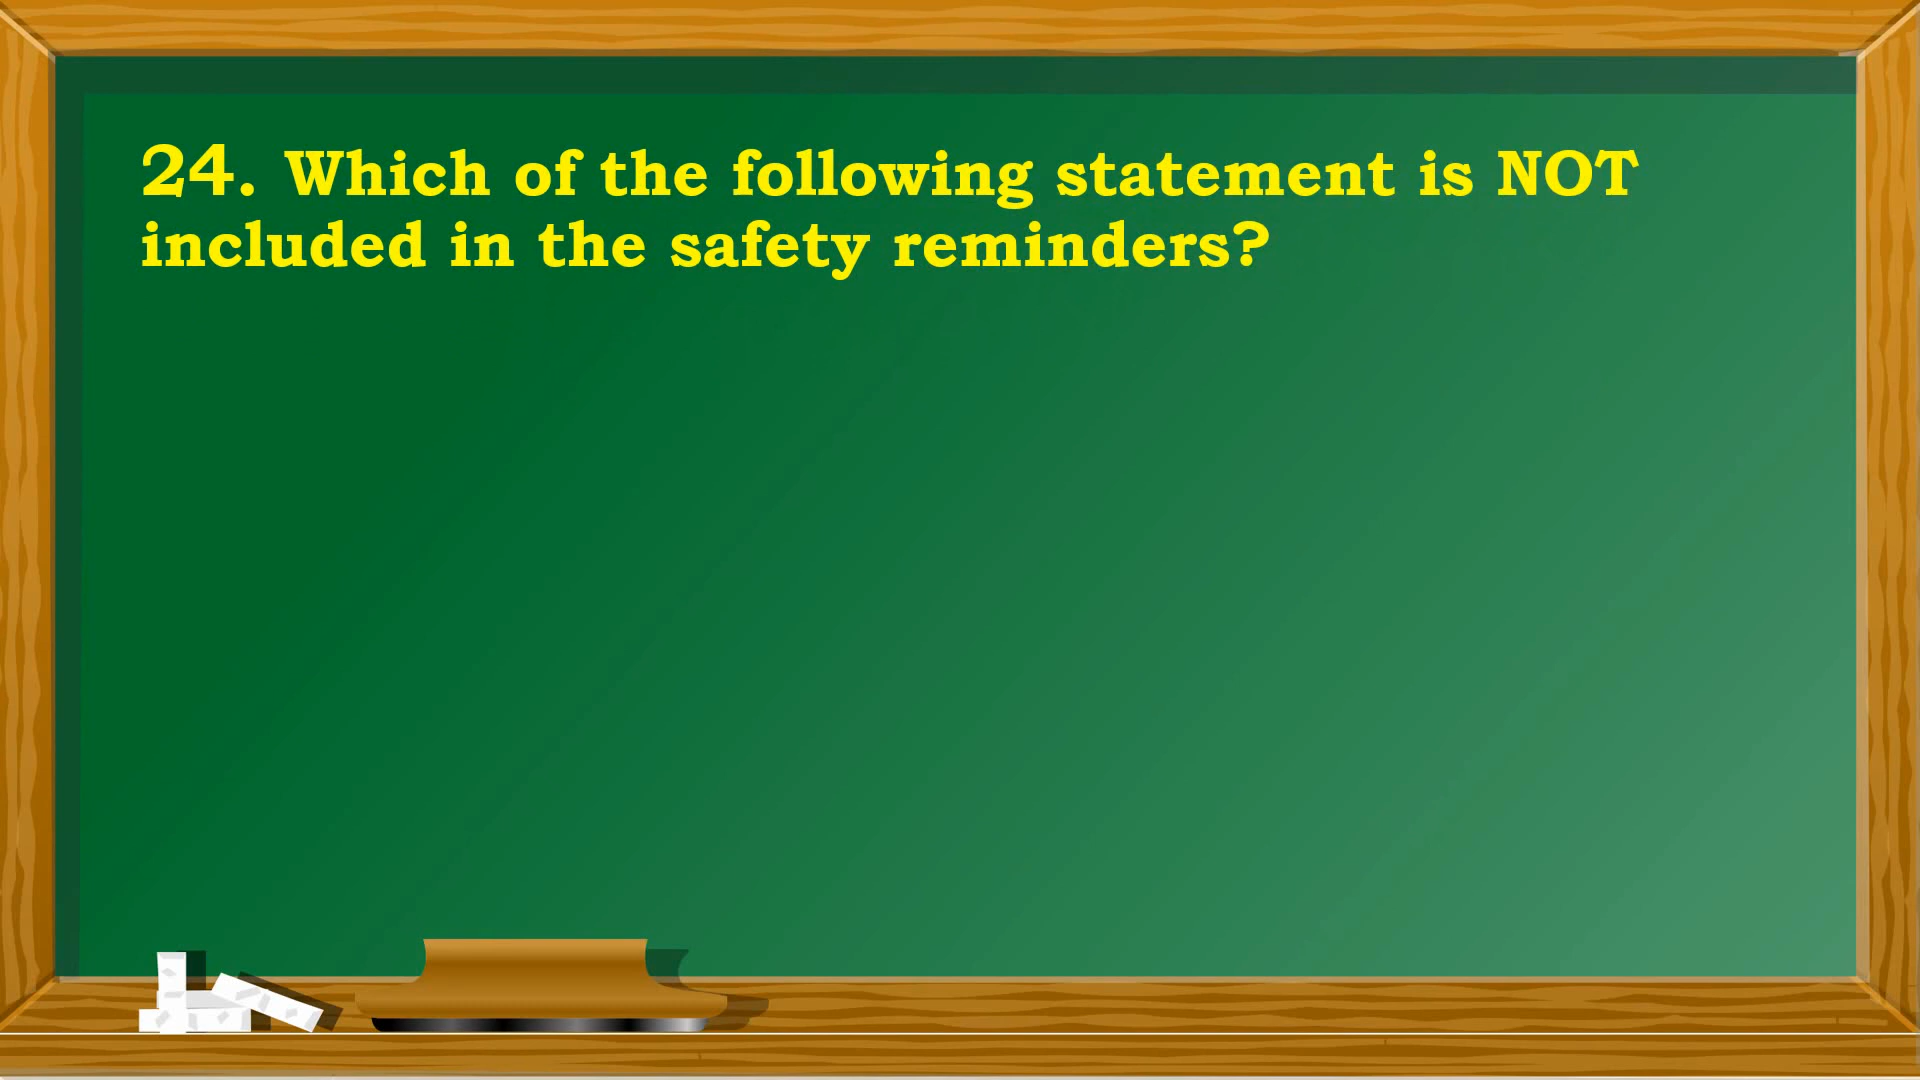 24. Which of the following statement is NOT
included in the safety reminders?